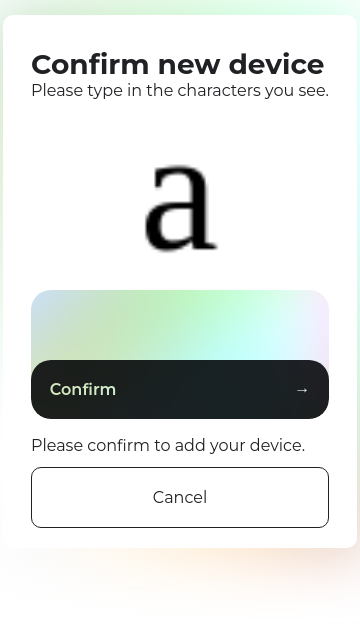 Confirm new device
Please type in the characters you see.
a
Confirm →
Please confirm to add your device.
Cancel